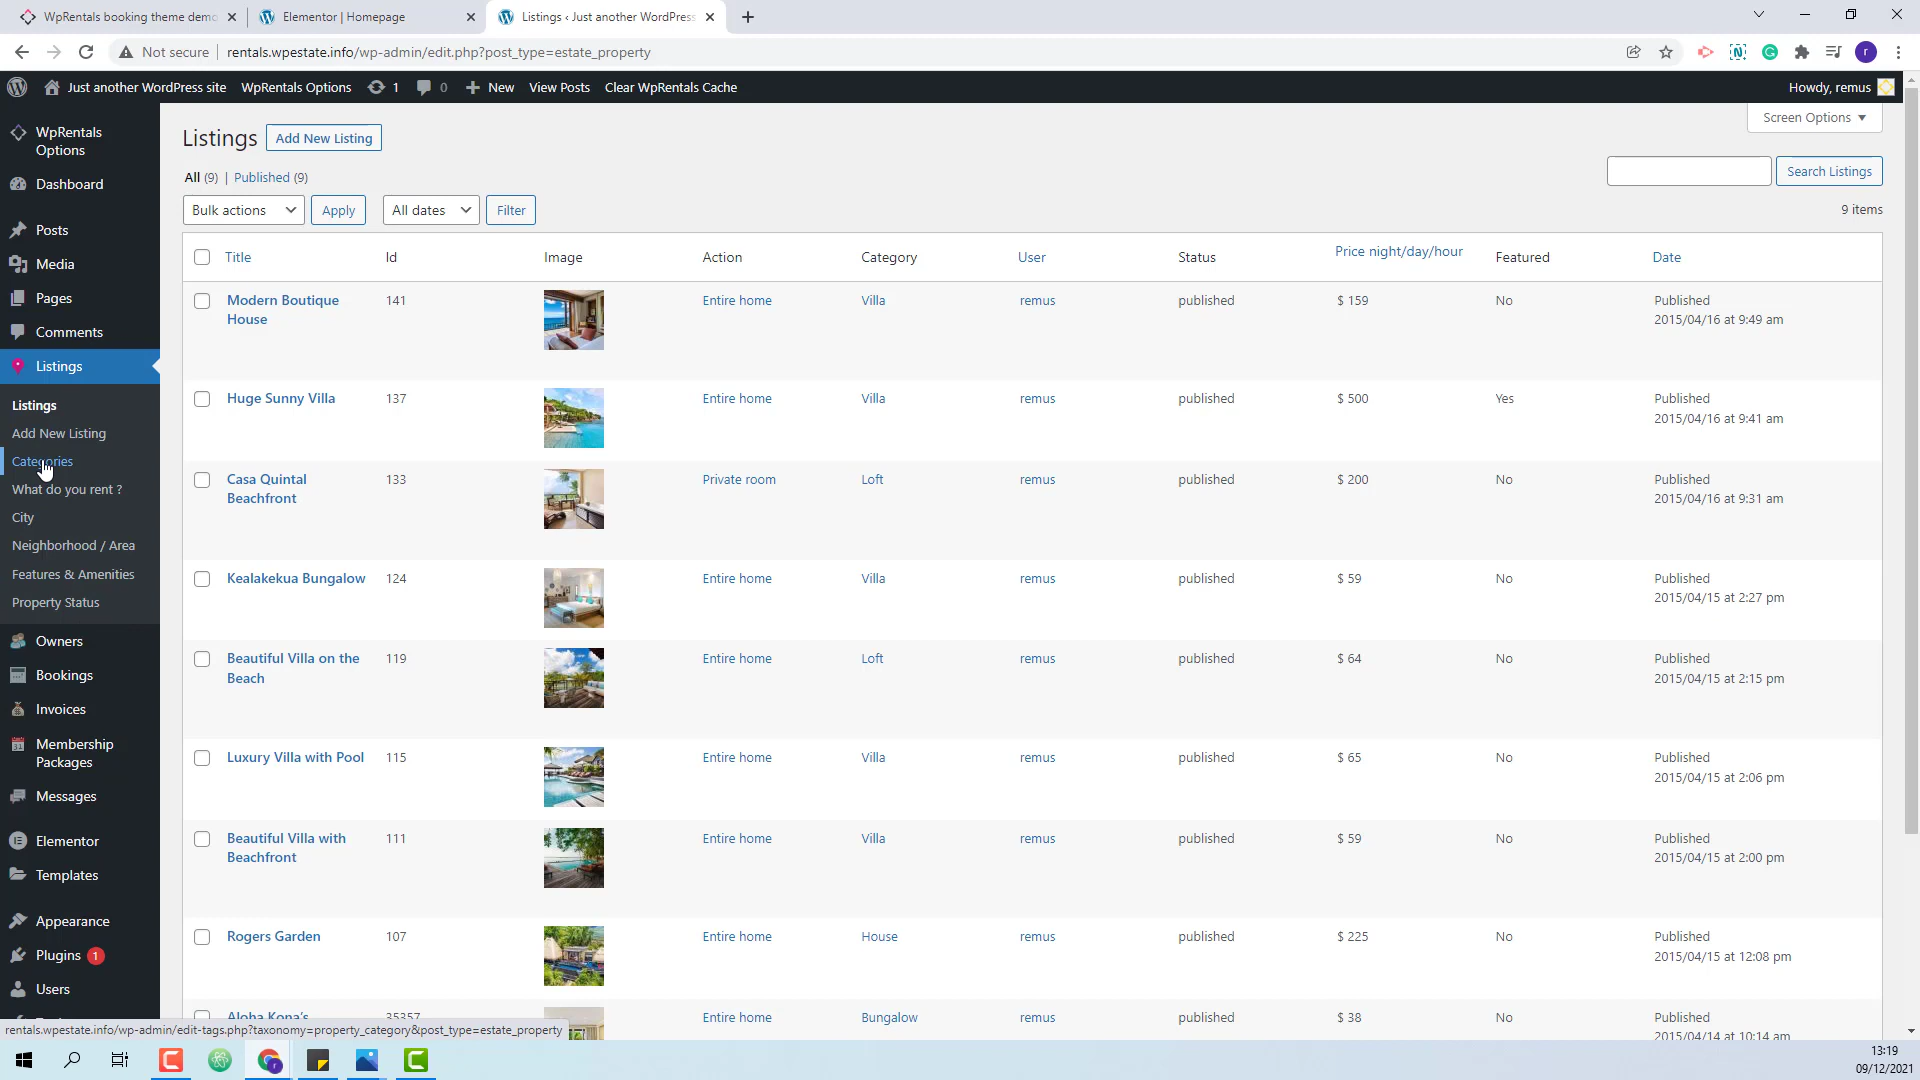 WpRentals booking theme demo
Elementor | Homepage
Listings ‹ Just another WordPress
Not secure
rentals.wpestate.info/wp-admin/edit.php?post_type=estate_property
Just another WordPress site
WpRentals Options
1
0
New
View Posts
Clear WpRentals Cache
Howdy, remus
WpRentals Options
Dashboard
Posts
Media
Pages
Comments
Listings
Listings
Add New Listing
Categories
What do you rent ?
City
Neighborhood / Area
Features & Amenities
Property Status
Owners
Bookings
Invoices
Membership Packages
Messages
Elementor
Templates
Appearance
Plugins 1
Users
Listings
Add New Listing
Screen Options
All (9) | Published (9)
Search Listings
Bulk actions
Apply
All dates
Filter
9 items
Title Id Image Action Category User Status Price night/day/hour Featured Date
Modern Boutique House 141 Entire home Villa remus published $ 159 No Published 2015/04/16 at 9:49 am
Huge Sunny Villa 137 Entire home Villa remus published $ 500 Yes Published 2015/04/16 at 9:41 am
Casa Quintal Beachfront 133 Private room Loft remus published $ 200 No Published 2015/04/16 at 9:31 am
Kealakekua Bungalow 124 Entire home Villa remus published $ 59 No Published 2015/04/15 at 2:27 pm
Beautiful Villa on the Beach 119 Entire home Loft remus published $ 64 No Published 2015/04/15 at 2:15 pm
Luxury Villa with Pool 115 Entire home Villa remus published $ 65 No Published 2015/04/15 at 2:06 pm
Beautiful Villa with Beachfront 111 Entire home Villa remus published $ 59 No Published 2015/04/15 at 2:00 pm
Rogers Garden 107 Entire home House remus published $ 225 No Published 2015/04/15 at 12:08 pm
Aloha Kona's 35357 Entire home Bungalow remus published $ 38 No Published 2015/04/14 at 10:14 am
rentals.wpestate.info/wp-admin/edit-tags.php?taxonomy=property_category&post_type=estate_property
13:19
09/12/2021